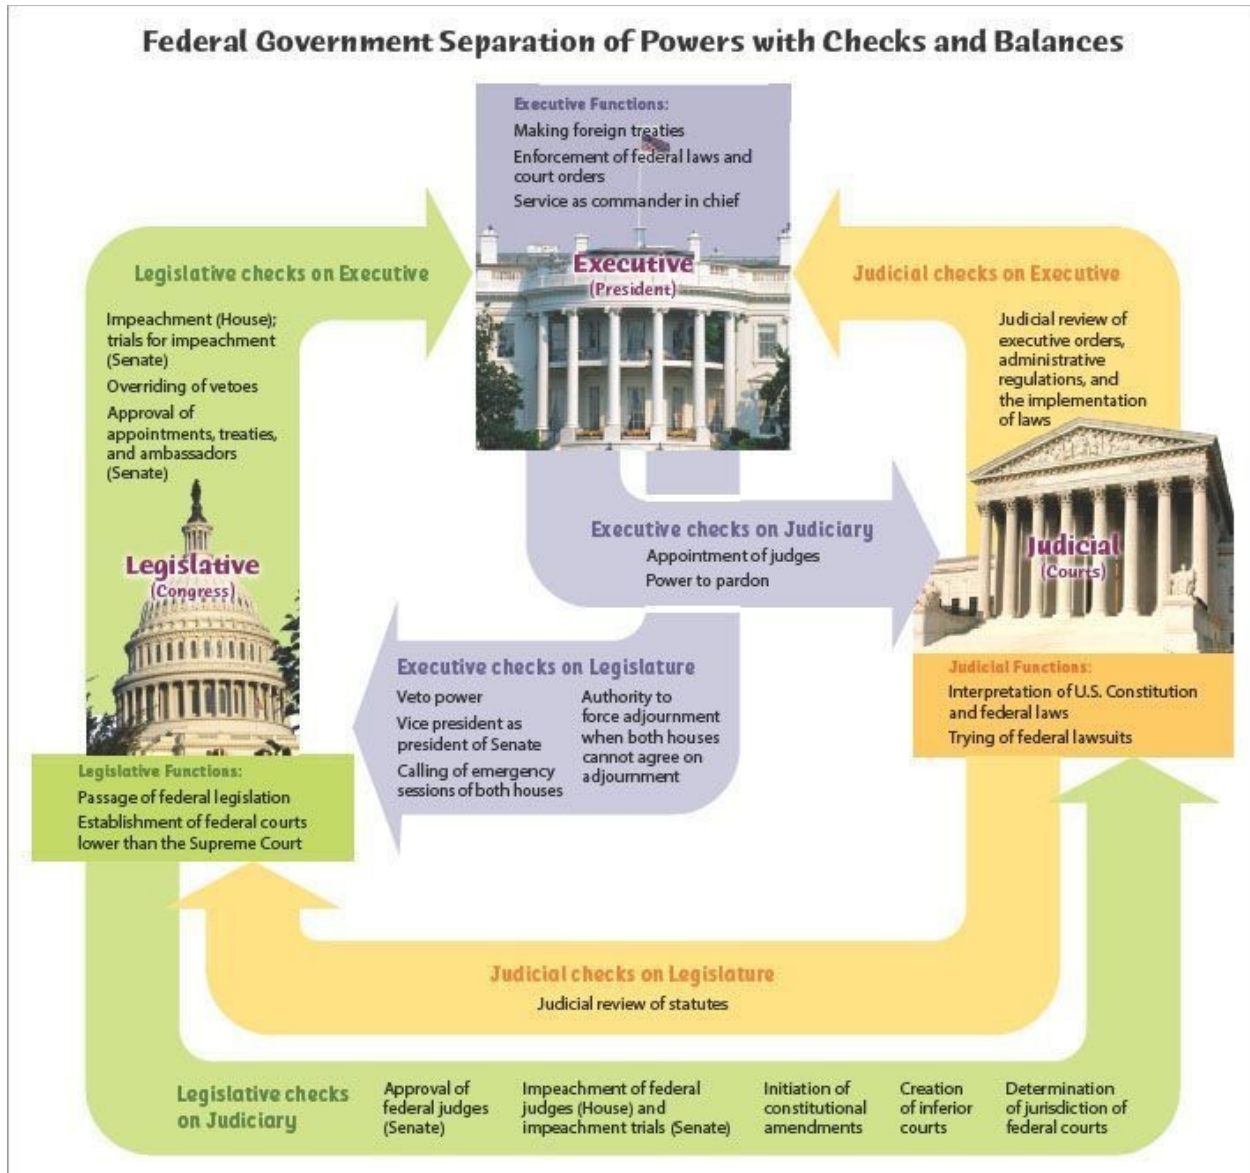 Federal Government Separation of Powers with Checks and Balances
Executive Functions:
Making foreign treaties
Enforcement of federal laws and
court orders
Service as commander in chief
Executive
(President)
Legislative checks on Executive
Impeachment (House);
trials for impeachment
(Senate)
Overriding of vetoes
Approval of
appointments, treaties,
and ambassadors
(Senate)
Judicial checks on Executive
Judicial review of
executive orders,
administrative
regulations, and
the implementation
of laws
Executive checks on Judiciary
Appointment of judges
Power to pardon
Legislative
(Congress)
Judicial
(Courts)
Executive checks on Legislature
Veto power
Vice president as
president of Senate
Calling of emergency
sessions of both houses
Authority to
force adjournment
when both houses
cannot agree on
adjournment
Judicial Functions:
Interpretation of U.S. Constitution
and federal laws
Trying of federal lawsuits
Legislative Functions:
Passage of federal legislation
Establishment of federal courts
lower than the Supreme Court
Judicial checks on Legislature
Judicial review of statutes
Legislative checks
on Judiciary
Approval of
federal judges
(Senate)
Impeachment of federal
judges (House) and
impeachment trials (Senate)
Initiation of
constitutional
amendments
Creation
of inferior
courts
Determination
of jurisdiction of
federal courts